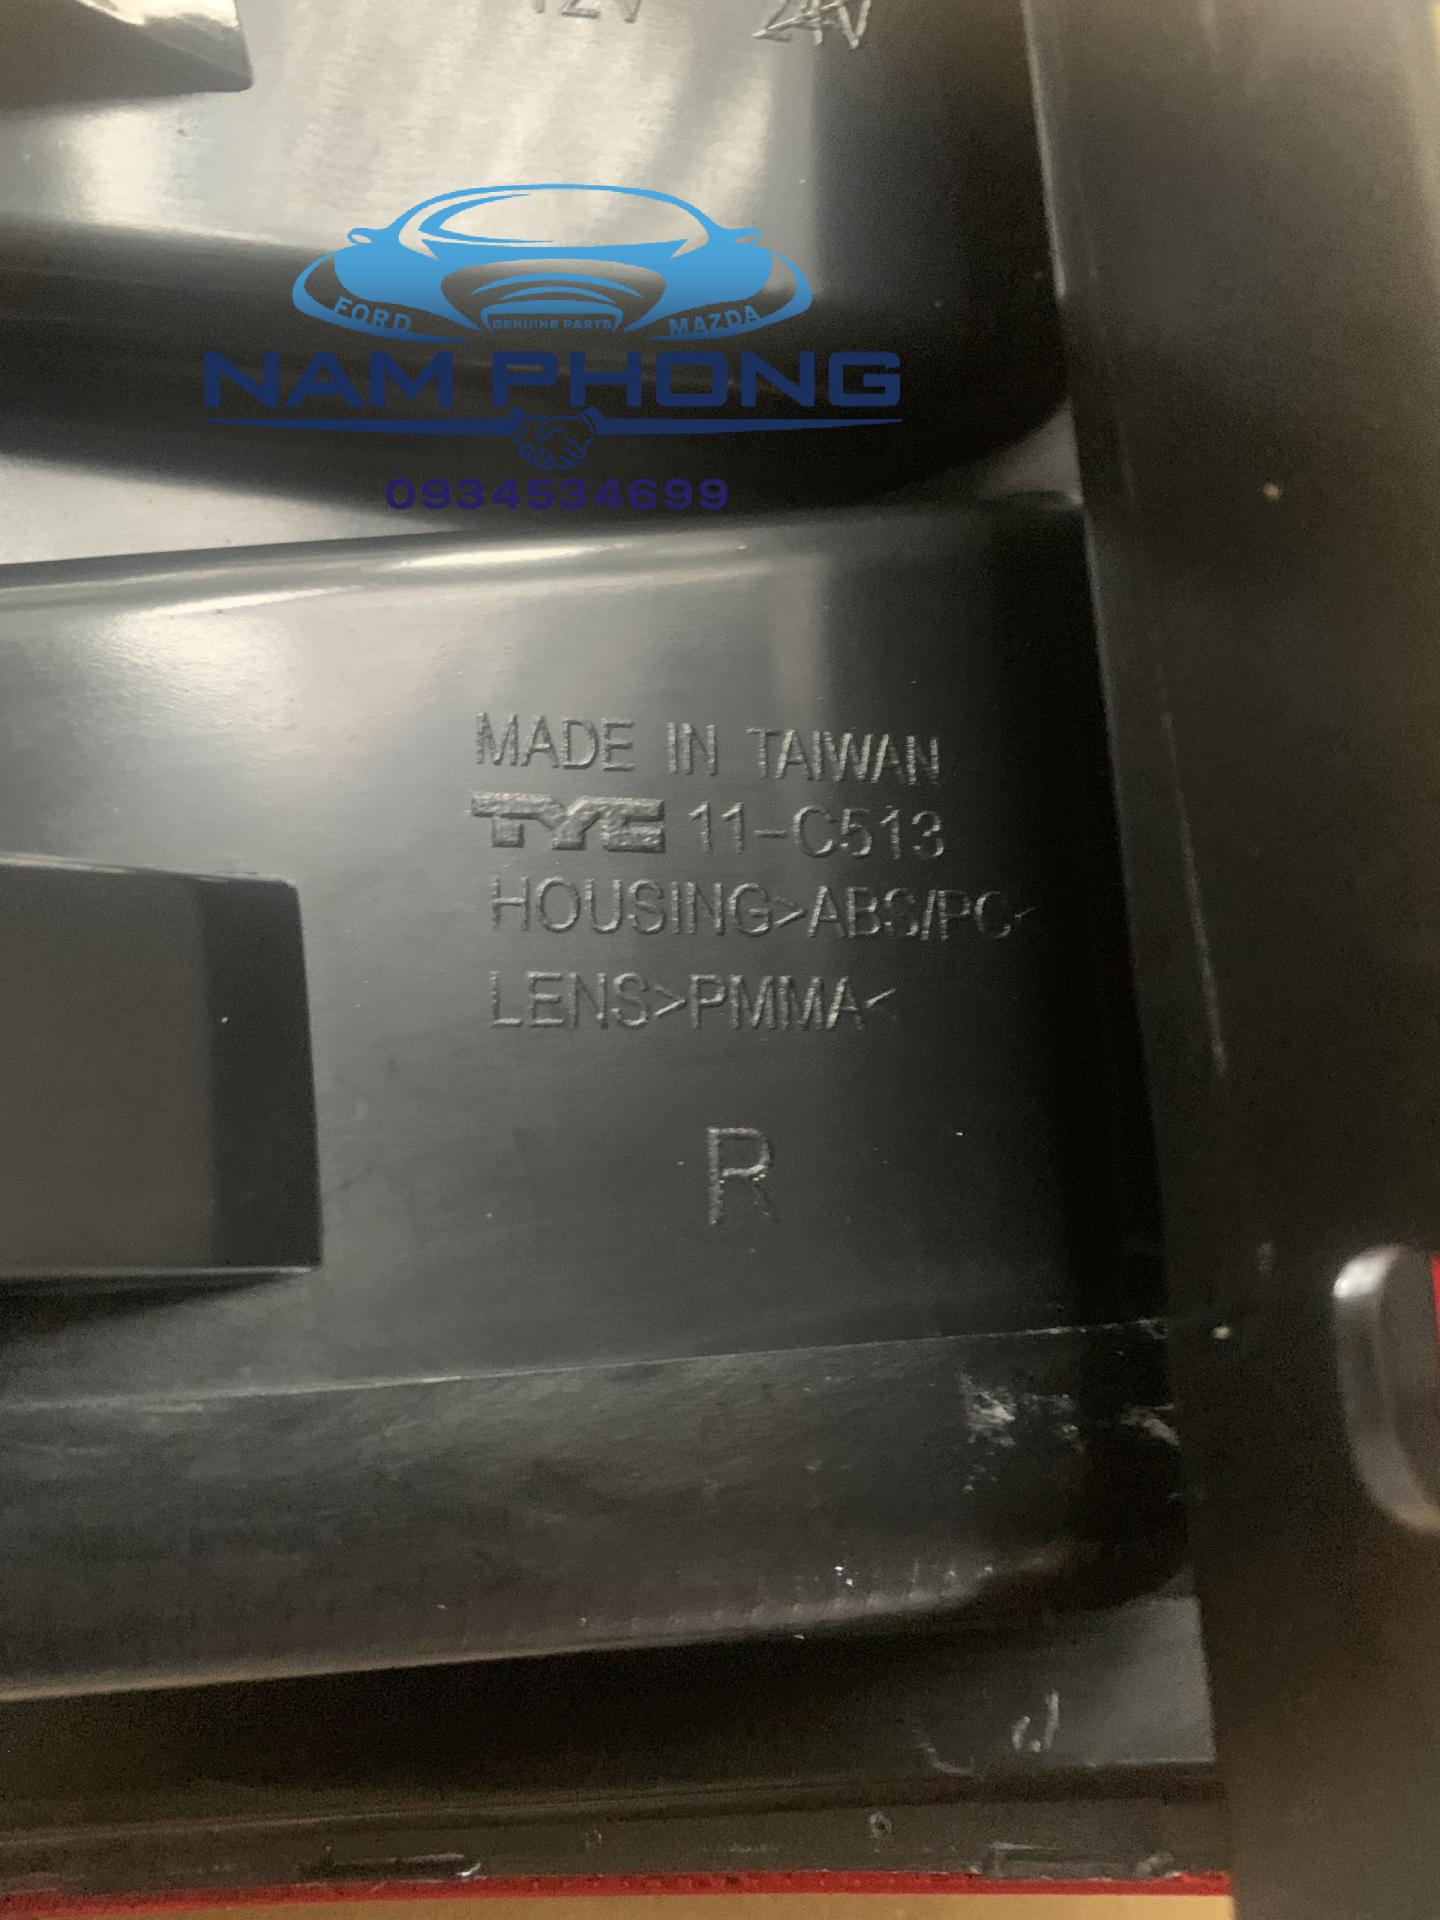 12V 24V
FORD GENUINE PARTS MAZDA
NAM PHONG
0934534699
MADE IN TAIWAN
TYC 11-C513
HOUSING>ABS/PC<
LENS>PMMA<
R